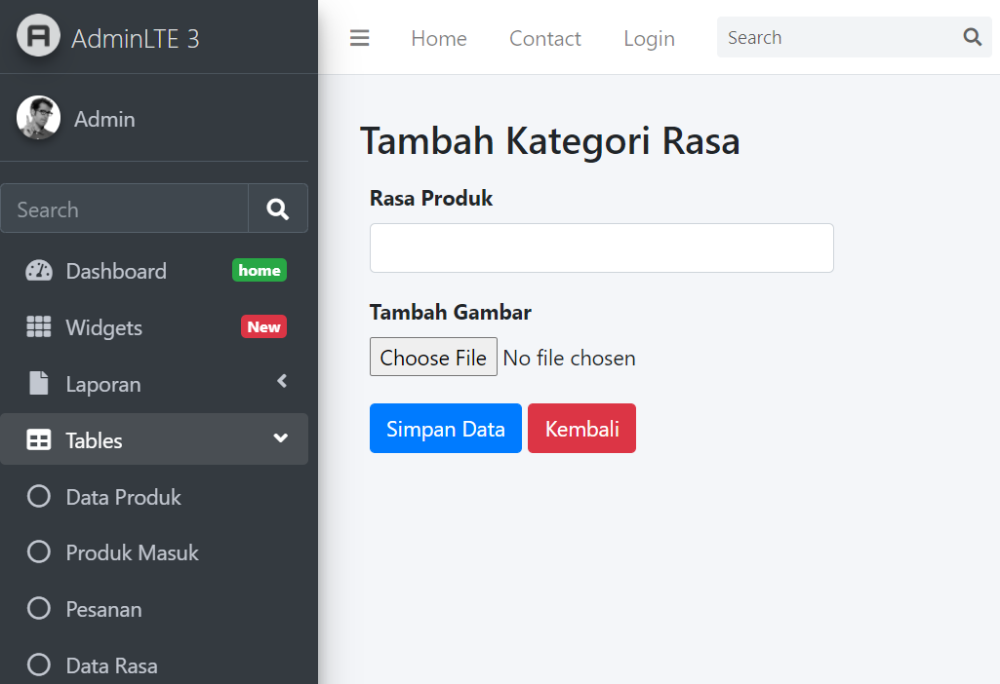 AdminLTE 3
Admin
Search
Dashboard home
Widgets New
Laporan
Tables
Data Produk
Produk Masuk
Pesanan
Data Rasa
Home Contact Login Search
Tambah Kategori Rasa
Rasa Produk
Tambah Gambar
Choose File No file chosen
Simpan Data Kembali